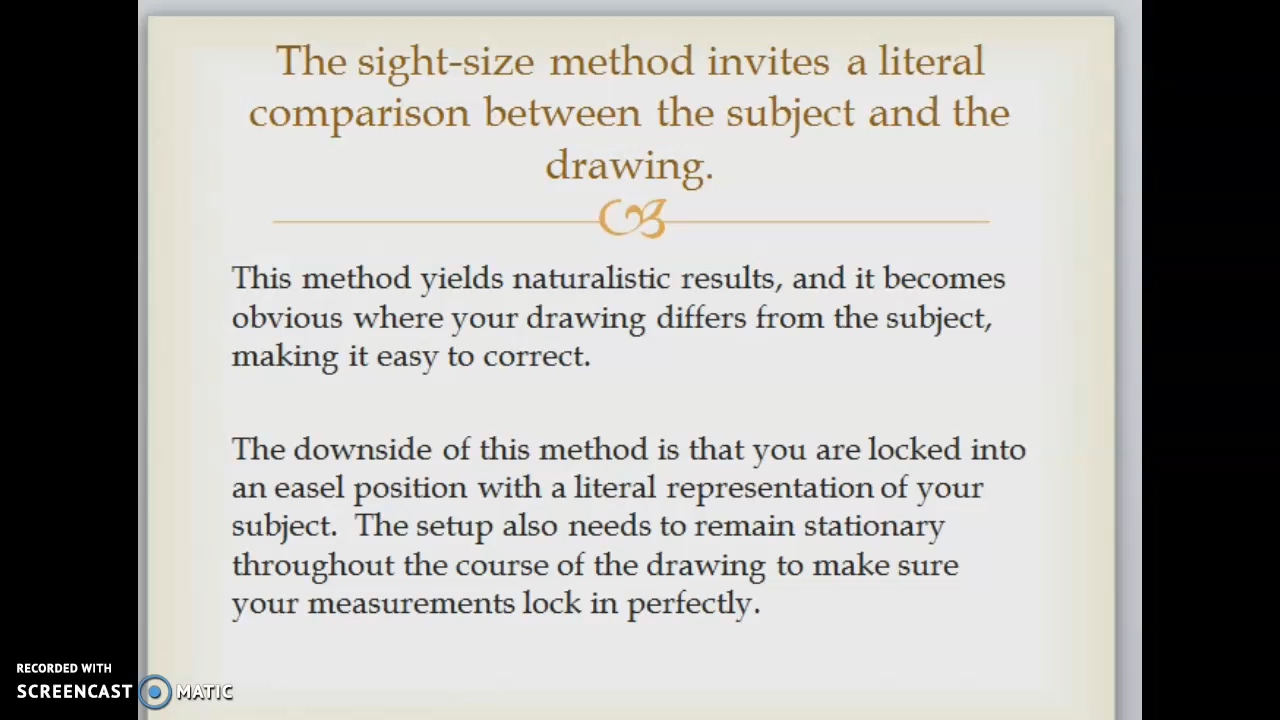 The sight-size method invites a literal
comparison between the subject and the
drawing.
This method yields naturalistic results, and it becomes
obvious where your drawing differs from the subject,
making it easy to correct.
The downside of this method is that you are locked into
an easel position with a literal representation of your
subject.  The setup also needs to remain stationary
throughout the course of the drawing to make sure
your measurements lock in perfectly.
RECORDED WITH
SCREENCAST MATIC